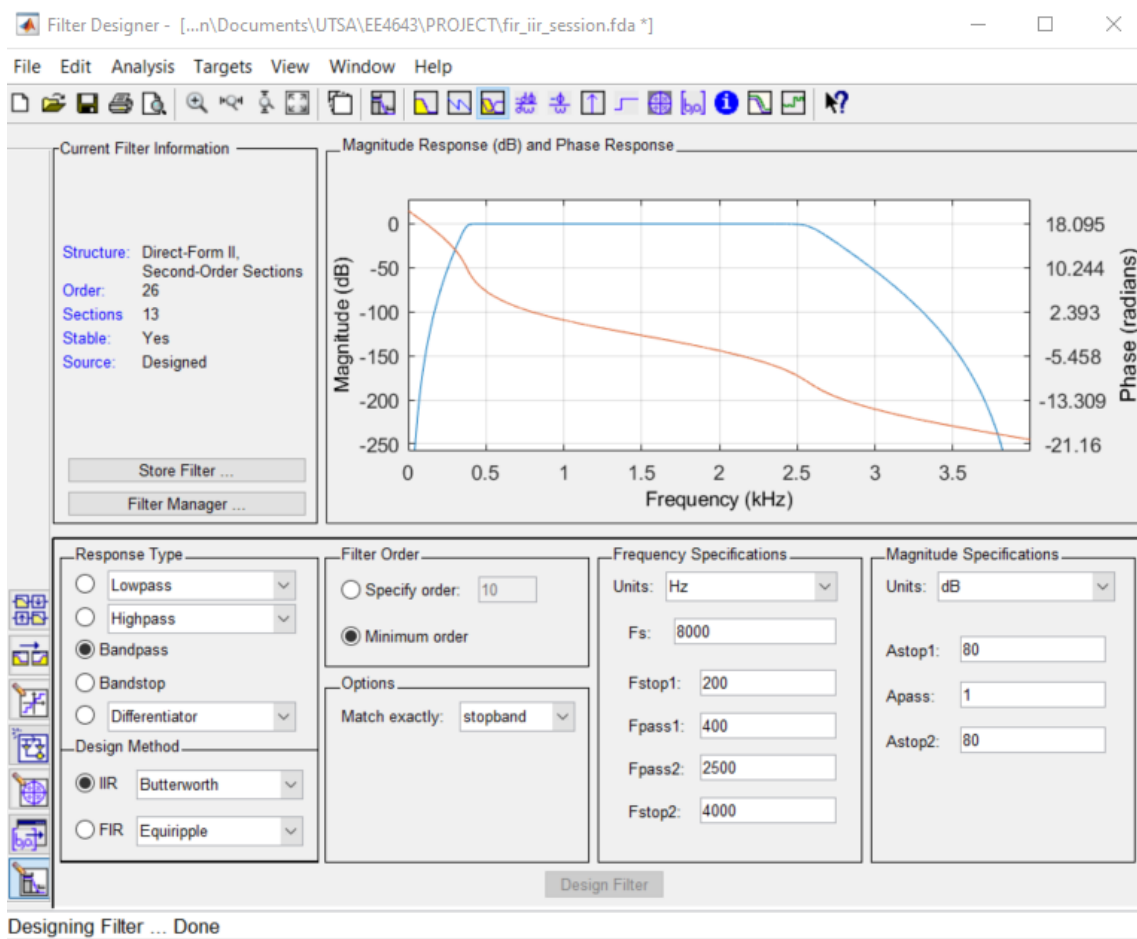 Filter Designer - [...n\Documents\UTSA\EE4643\PROJECT\fir_iir_session.fda *]
File Edit Analysis Targets View Window Help
Current Filter Information
Structure: Direct-Form II,
Second-Order Sections
Order: 26
Sections 13
Stable: Yes
Source: Designed
Store Filter ...
Filter Manager ...
Magnitude Response (dB) and Phase Response
Magnitude (dB)
0
-50
-100
-150
-200
-250
0 0.5 1 1.5 2 2.5 3 3.5
Frequency (kHz)
18.095
10.244
2.393
-5.458
-13.309
-21.16
Phase (radians)
Response Type
Lowpass
Highpass
Bandpass
Bandstop
Differentiator
Design Method
IIR Butterworth
FIR Equiripple
Filter Order
Specify order: 10
Minimum order
Options
Match exactly: stopband
Frequency Specifications
Units: Hz
Fs: 8000
Fstop1: 200
Fpass1: 400
Fpass2: 2500
Fstop2: 4000
Magnitude Specifications
Units: dB
Astop1: 80
Apass: 1
Astop2: 80
Design Filter
Designing Filter ... Done